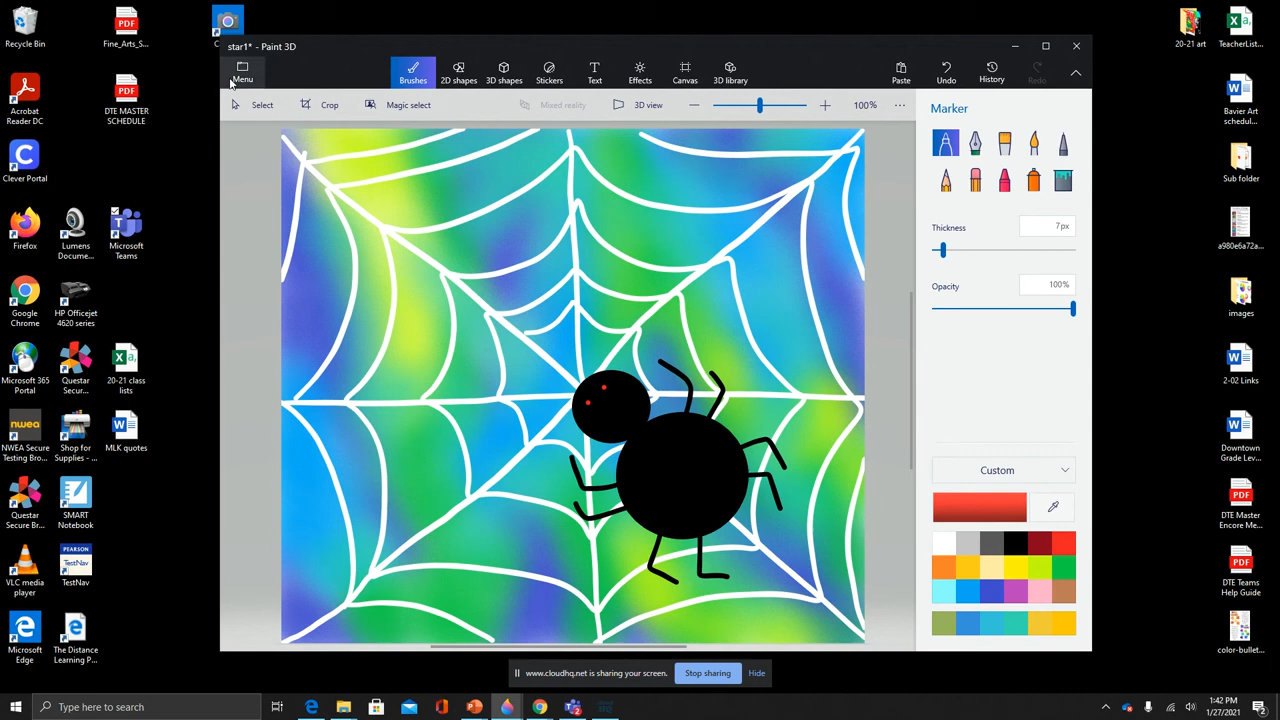 Recycle Bin
Fine_Arts_S...
Acrobat
Reader DC
DTE MASTER
SCHEDULE
Clever Portal
Firefox
Lumens
Docume...
Microsoft
Teams
Google
Chrome
HP Officejet
4620 series
Microsoft 365
Portal
Questar
Secur...
20-21 class
lists
NWEA Secure
Testing Bro...
Shop for
Supplies - ...
MLK quotes
Questar
Secure Br...
SMART
Notebook
VLC media
player
TestNav
PEARSON
Microsoft
Edge
The Distance
Learning P...
star1* - Paint 3D
Menu
Brushes
2D shapes
3D shapes
Stickers
Text
Effects
Canvas
3D library
Paste
Undo
History
Redo
Select
Crop
Magic select
Mixed reality
3D view
100%
Marker
Thickness
7px
Opacity
100%
Custom
20-21 art
TeacherList...
Bavier Art
schedul...
Sub folder
a980e6a72a...
images
2-02 Links
Downtown
Grade Lev...
DTE Master
Encore Me...
DTE Teams
Help Guide
color-bullet...
www.cloudhq.net is sharing your screen.
Stop sharing
Hide
Type here to search
1:42 PM
1/27/2021